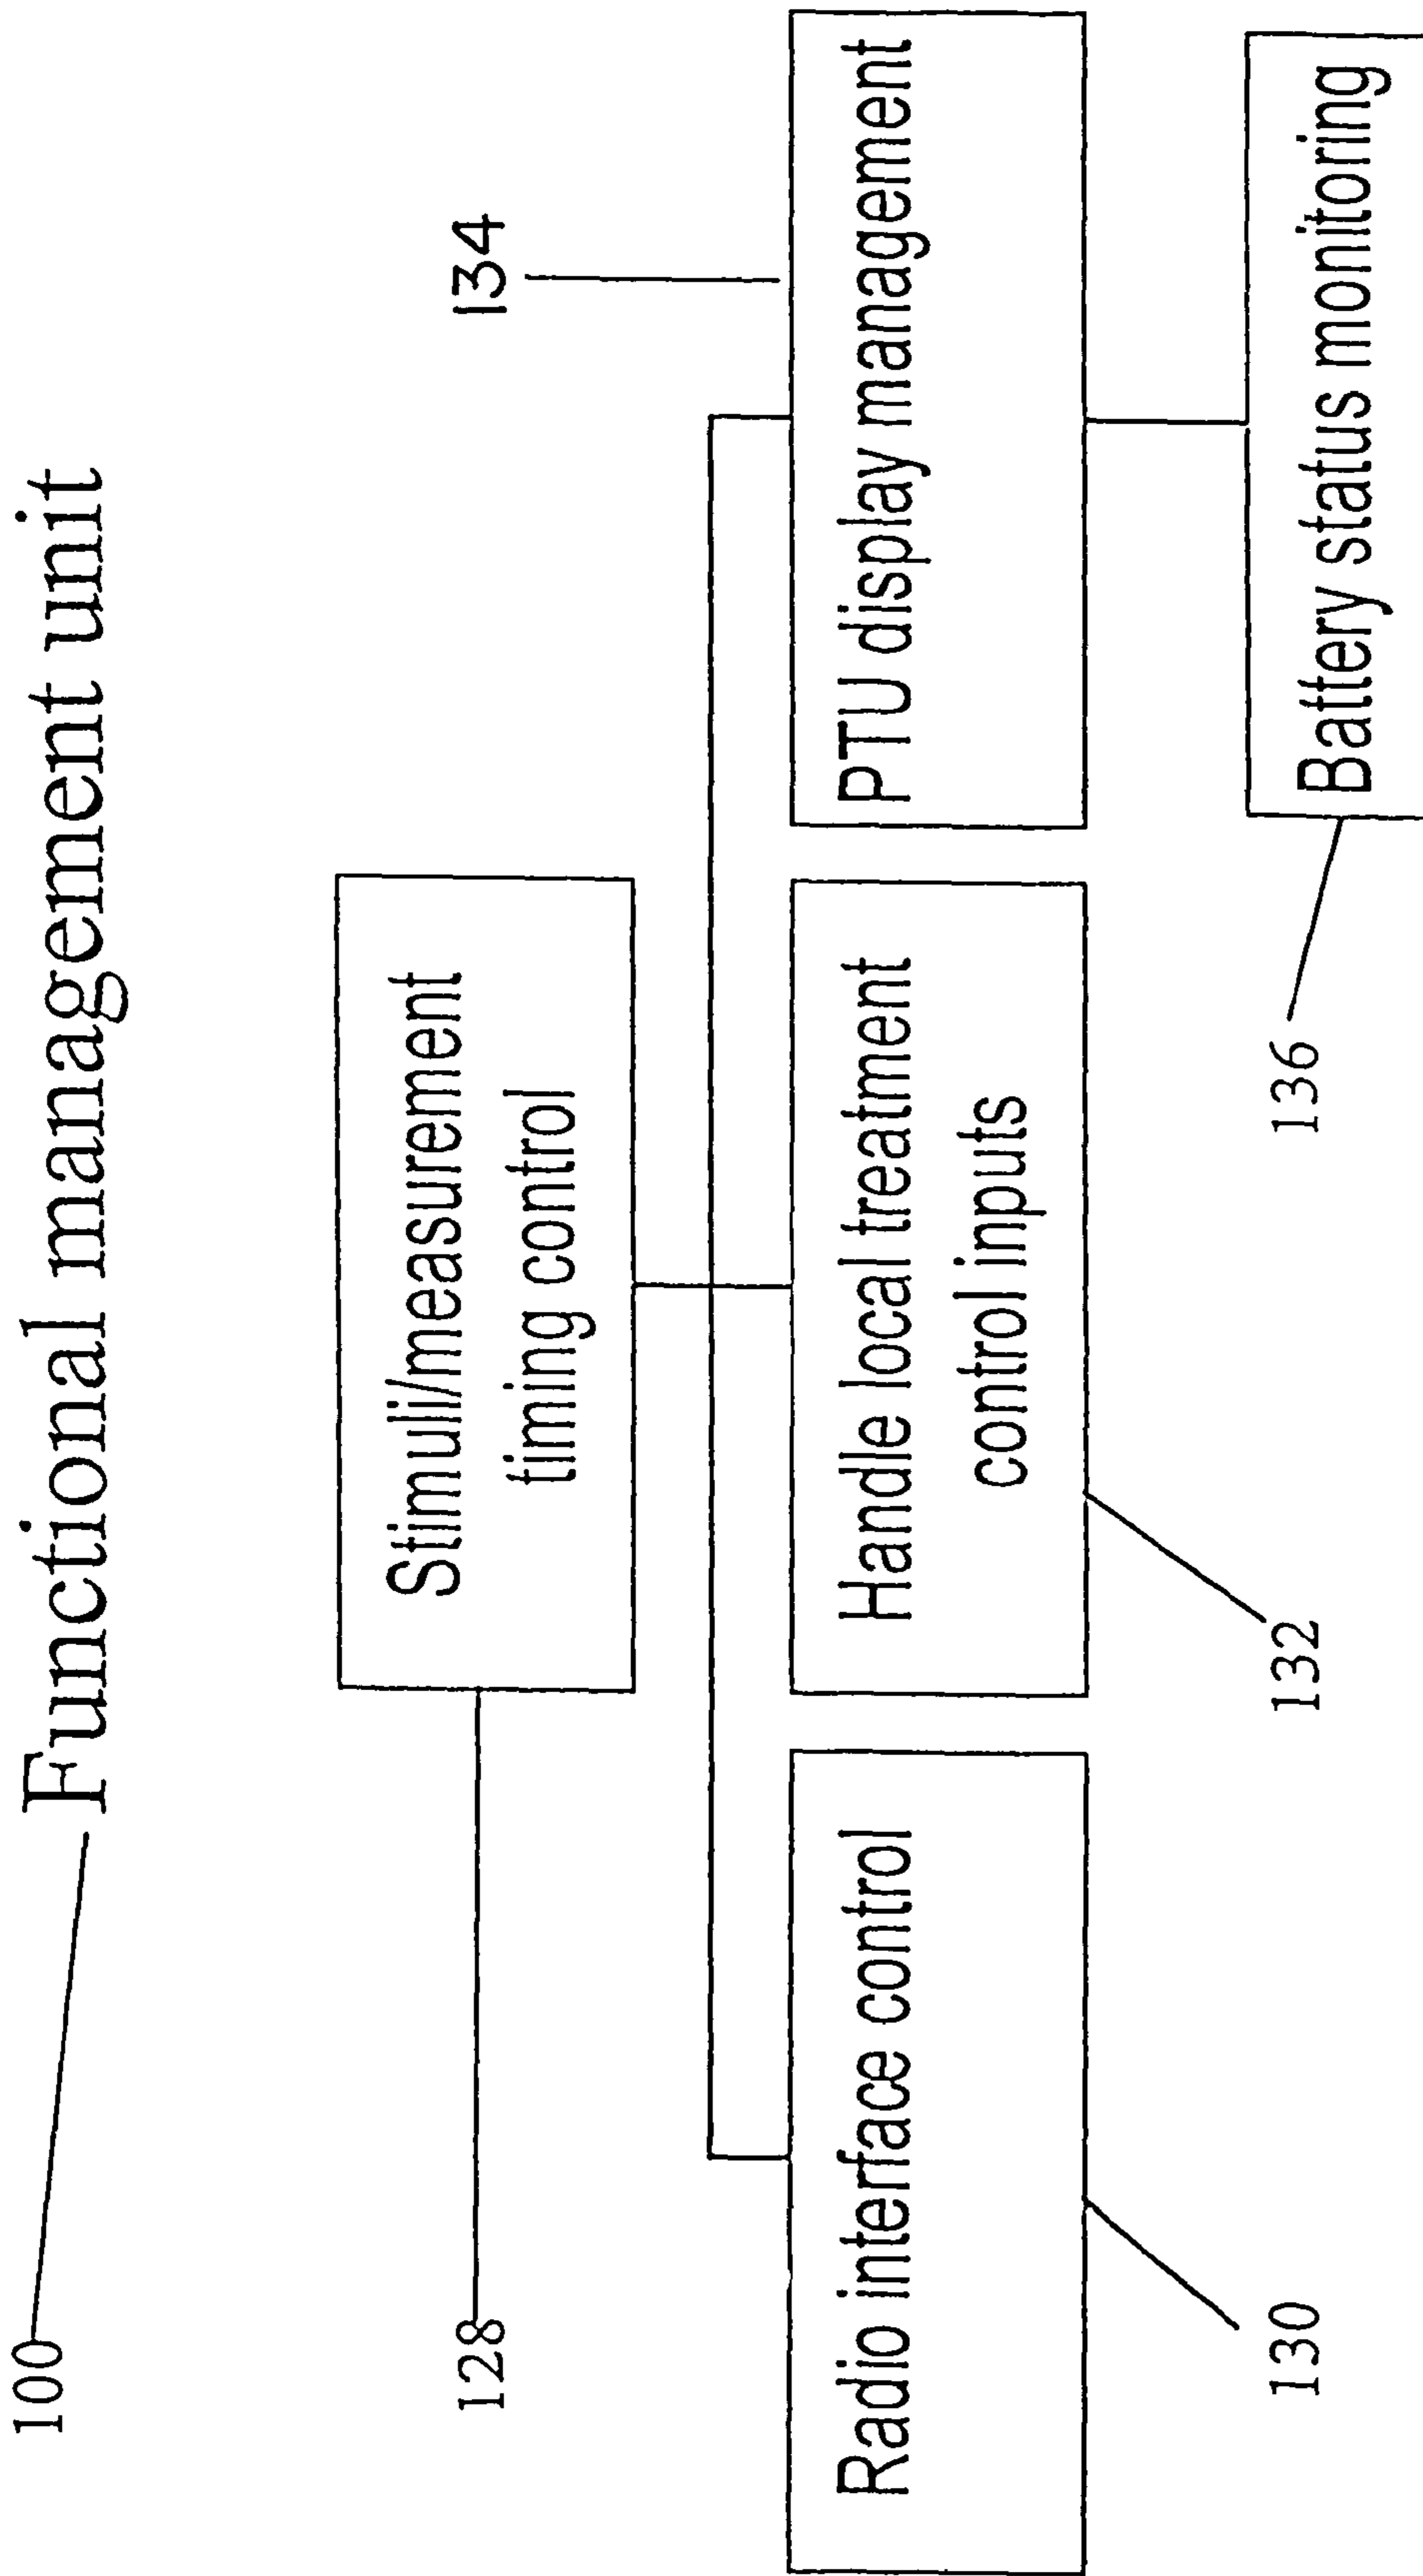 100
Functional management unit
128
Stimuli/measurement
timing control
134
Radio interface control
Handle local treatment
control inputs
PTU display management
130
132
136
Battery status monitoring